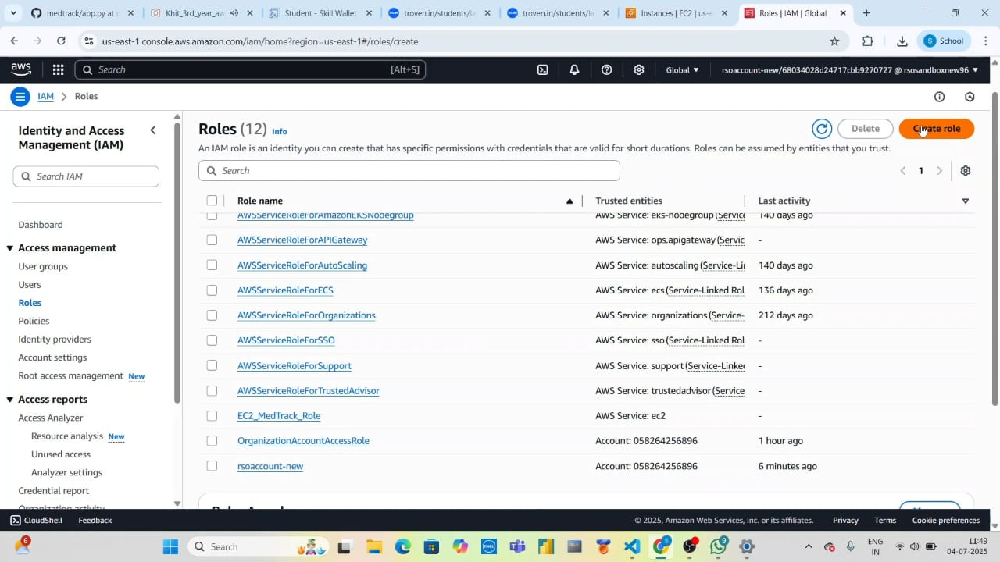 medtrack/app.py at
Khit_3rd_year_aw
Student - Skill Wallet
troven.in/students/la
troven.in/students/la
Instances | EC2 | us-e
Roles | IAM | Global
us-east-1.console.aws.amazon.com/iam/home?region=us-east-1#/roles/create
S School
aws
Search [Alt+S]
Global
rsoaccount-new/68034028d24717cbb9270727 @ rsosandboxnew96
IAM > Roles
Identity and Access
Management (IAM)
Search IAM
Dashboard
Access management
User groups
Users
Roles
Policies
Identity providers
Account settings
Root access management New
Access reports
Access Analyzer
Resource analysis New
Unused access
Analyzer settings
Credential report
Organization activity
Roles (12) Info
Delete
Create role
An IAM role is an identity you can create that has specific permissions with credentials that are valid for short durations. Roles can be assumed by entities that you trust.
Search
1
Role name Trusted entities Last activity
AWSServiceRoleForAmazonEKSNodegroup AWS Service: eks-nodegroup (Servic 140 days ago
AWSServiceRoleForAPIGateway AWS Service: ops.apigateway (Servic -
AWSServiceRoleForAutoScaling AWS Service: autoscaling (Service-Li 140 days ago
AWSServiceRoleForECS AWS Service: ecs (Service-Linked Rol 136 days ago
AWSServiceRoleForOrganizations AWS Service: organizations (Service- 212 days ago
AWSServiceRoleForSSO AWS Service: sso (Service-Linked Rol -
AWSServiceRoleForSupport AWS Service: support (Service-Linked -
AWSServiceRoleForTrustedAdvisor AWS Service: trustedadvisor (Service -
EC2_MedTrack_Role AWS Service: ec2 -
OrganizationAccountAccessRole Account: 058264256896 1 hour ago
rsoaccount-new Account: 058264256896 6 minutes ago
CloudShell Feedback
© 2025, Amazon Web Services, Inc. or its affiliates. Privacy Terms Cookie preferences
6
Search
DELL
5
9
ENG
IN
11:49
04-07-2025